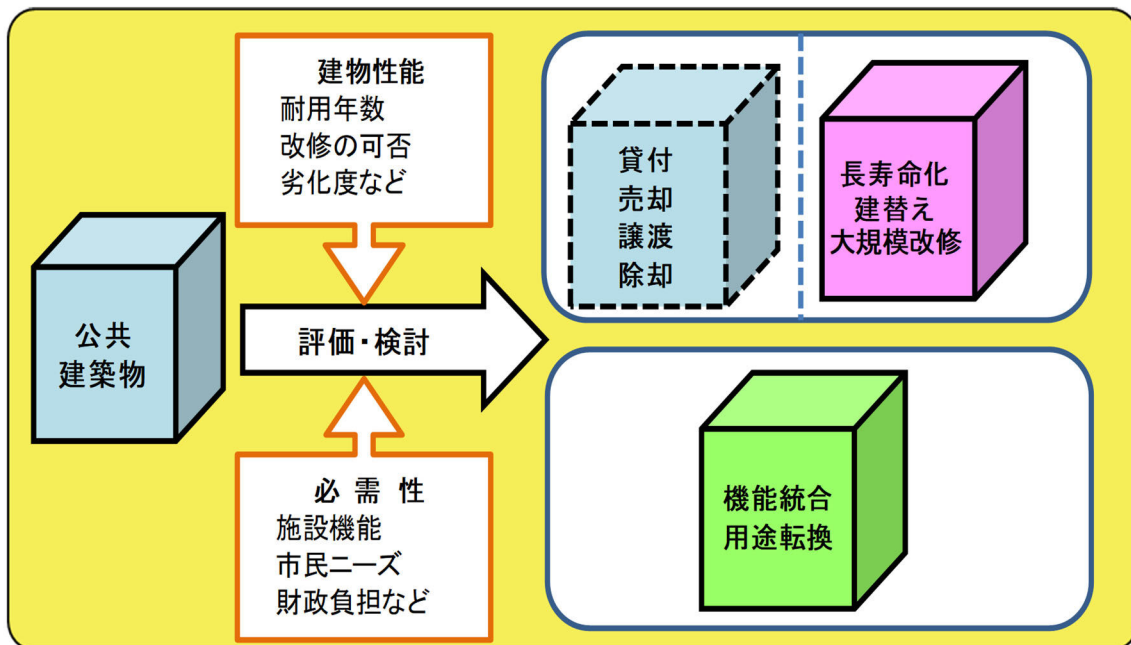 公共
建築物
建物性能
耐用年数
改修の可否
劣化度など
評価・検討
必需性
施設機能
市民ニーズ
財政負担など
貸付
売却
譲渡
除却
長寿命化
建替え
大規模改修
機能統合
用途転換